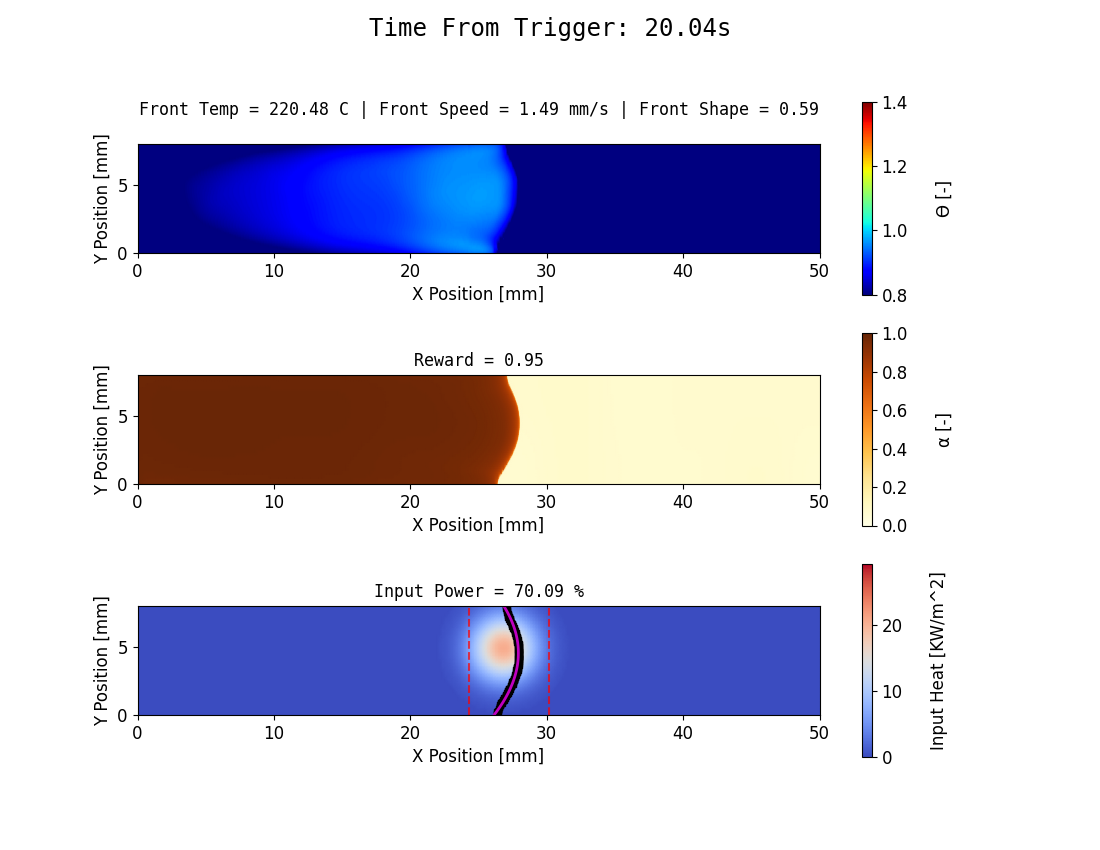 Time From Trigger: 20.04s
Front Temp = 220.48 C | Front Speed = 1.49 mm/s | Front Shape = 0.59
Y Position [mm]
5
0
0 10 20 30 40 50
X Position [mm]
1.4
1.2
1.0
0.8
ϴ [-]
Reward = 0.95
Y Position [mm]
5
0
0 10 20 30 40 50
X Position [mm]
1.0
0.8
0.6
0.4
0.2
0.0
α [-]
Input Power = 70.09 %
Y Position [mm]
5
0
0 10 20 30 40 50
X Position [mm]
20
10
0
Input Heat [KW/m^2]